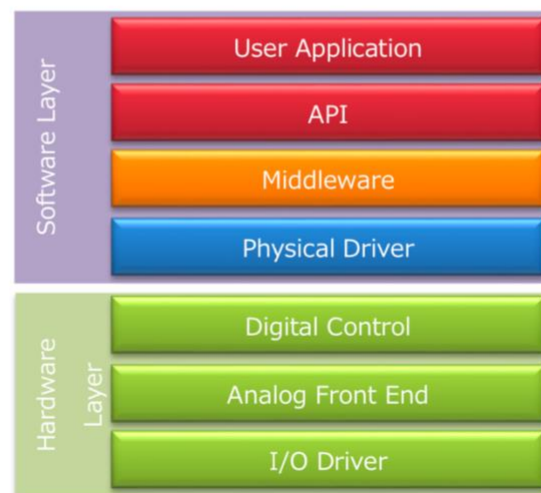 Software Layer
User Application
API
Middleware
Physical Driver
Hardware
Layer
Digital Control
Analog Front End
I/O Driver